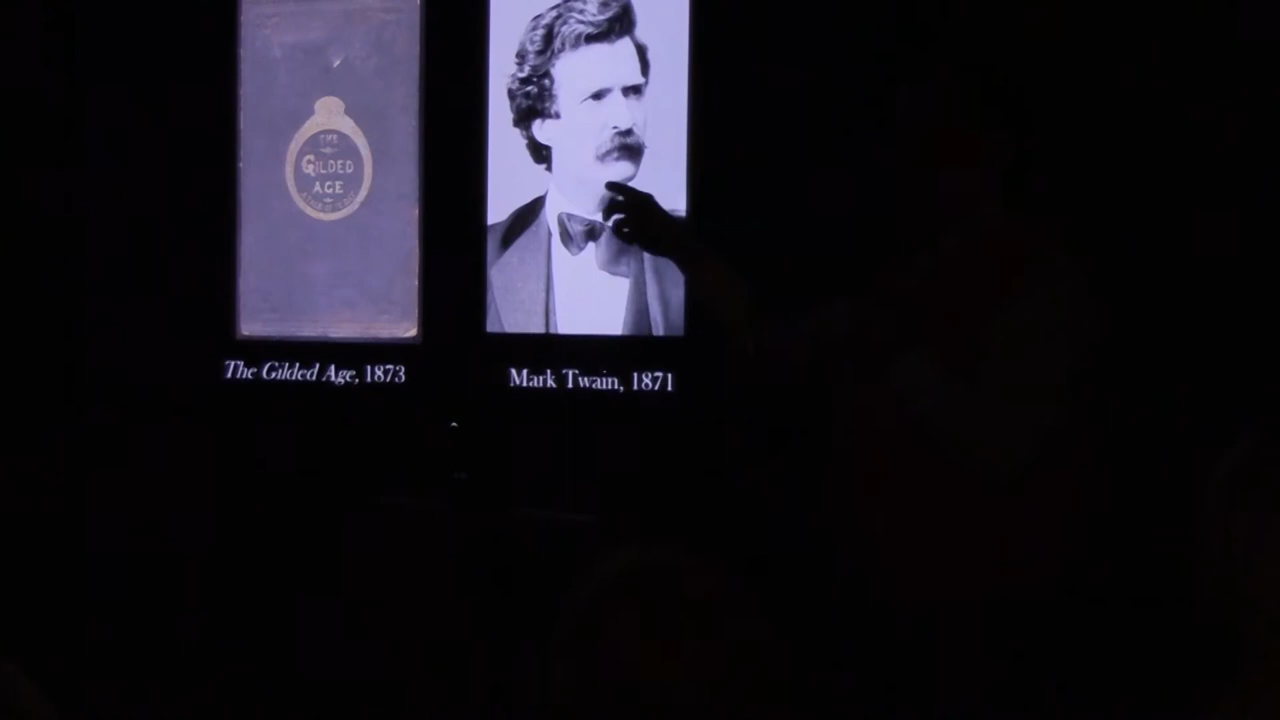 THE
GILDED
AGE
The Gilded Age, 1873
Mark Twain, 1871